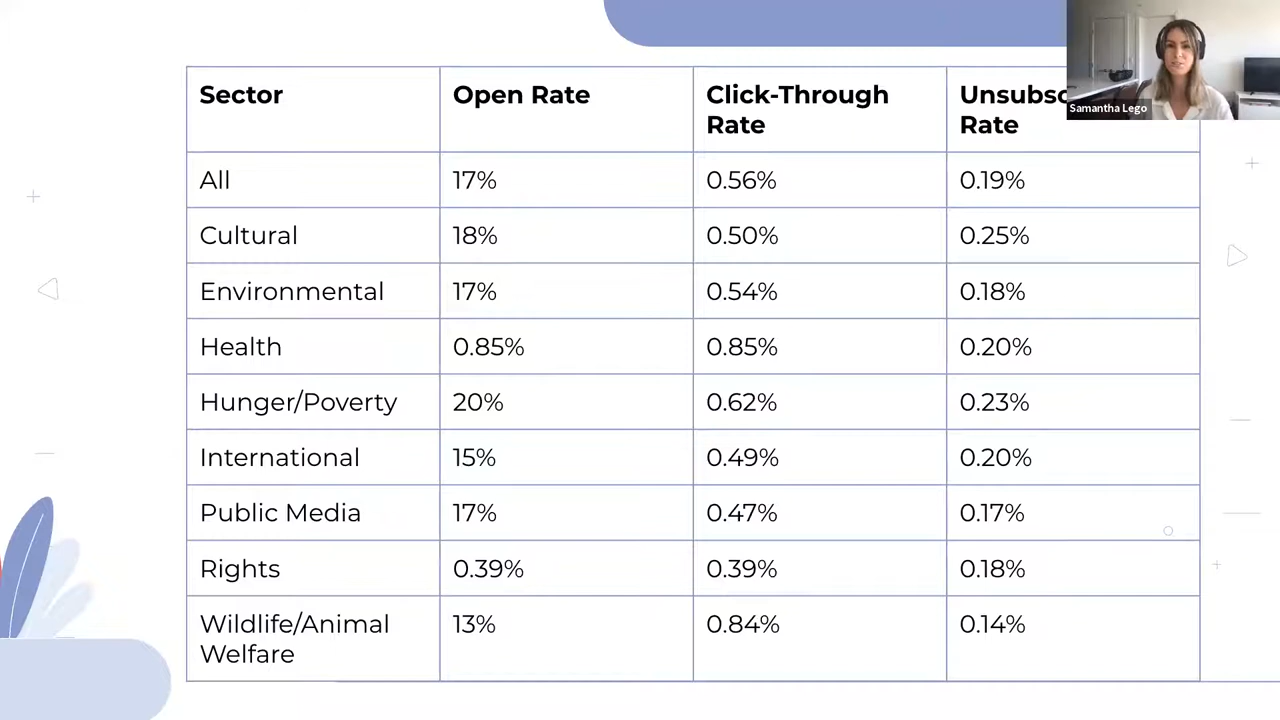 Sector Open Rate Click-Through Rate Rate
All 17% 0.56% 0.19%
Cultural 18% 0.50% 0.25%
Environmental 17% 0.54% 0.18%
Health 0.85% 0.85% 0.20%
Hunger/Poverty 20% 0.62% 0.23%
International 15% 0.49% 0.20%
Public Media 17% 0.47% 0.17%
Rights 0.39% 0.39% 0.18%
Wildlife/Animal Welfare 13% 0.84% 0.14%
Samantha Lego